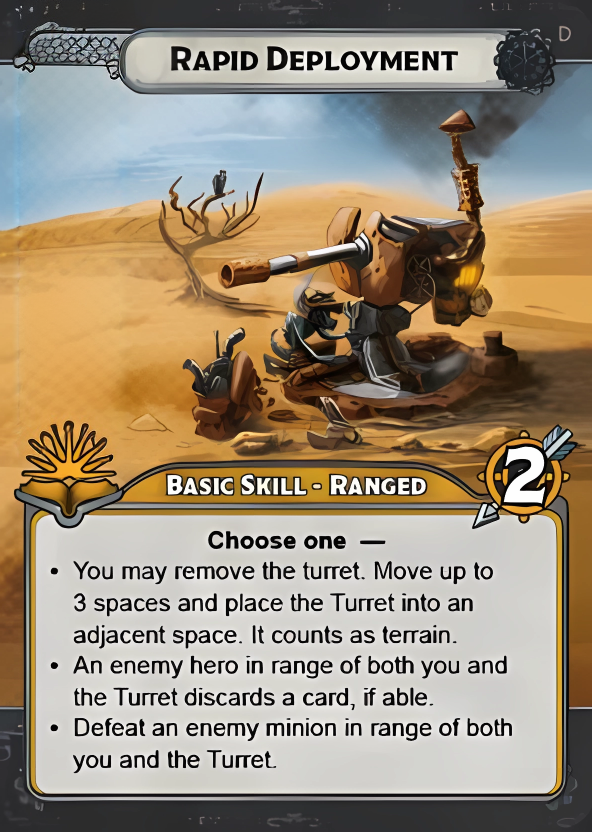 D
RAPID DEPLOYMENT
BASIC SKILL - RANGED
2
Choose one —
• You may remove the turret. Move up to
3 spaces and place the Turret into an
adjacent space. It counts as terrain.
• An enemy hero in range of both you and
the Turret discards a card, if able.
• Defeat an enemy minion in range of both
you and the Turret.